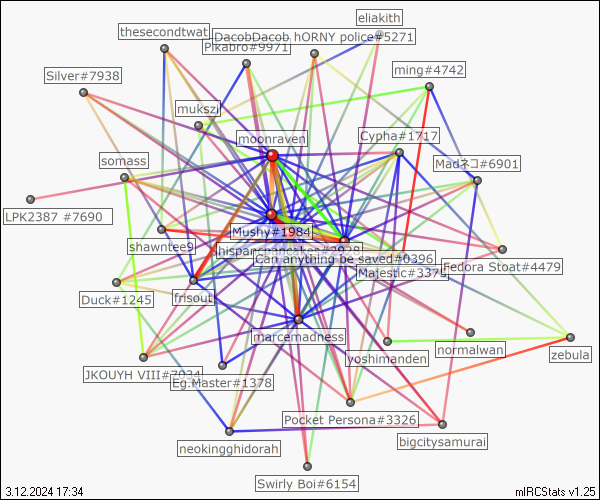 eliakith
thesecondtwat
DacobDacob
hORNY police#5271
Pikabro#9971
ming#4742
Silver#7938
mukszi
moonraven
Cypha#1717
somass
Madネコ#6901
LPK2387 #7690
Mushy#1984
shawntee9
Can anything be saved#0396
Fedora Stoat#4479
Majestic#3375
Duck#1245
frisout
marcemadness
yoshimanden
normalwan
zebula
JKOUYH VIII#7034
Eg.Master#1378
Pocket Persona#3326
neokingghidorah
bigcitysamurai
Swirly Boi#6154
3.12.2024 17:34
mIRCStats v1.25